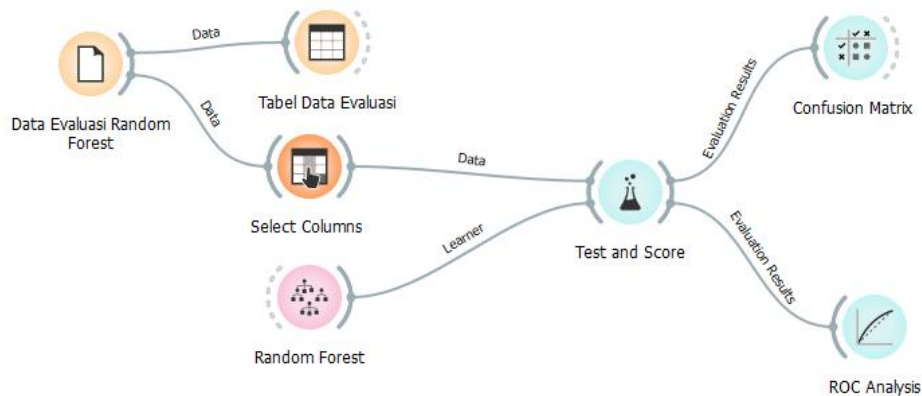 Data
Tabel Data Evaluasi
Data Evaluasi Random
Forest
Data
Select Columns
Data
Learner
Random Forest
Test and Score
Evaluation Results
Confusion Matrix
Evaluation Results
ROC Analysis